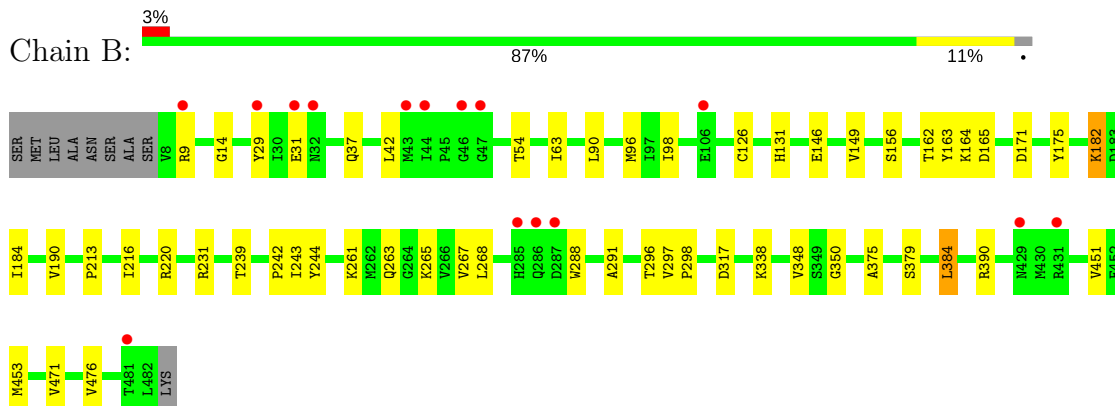 3%
Chain B:
87% 11% •
SER MET LEU ALA ASN SER ALA SER V8 R9 G14 Y29 I30 E31 N32 Q37 L42 M43 I44 P45 G46 G47 T54 I63 L90 M96 I97 I98 E106 C126 H131 E146 V149 S156 T162 Y163 K164 D165 D171 Y175 K182 D183
I184 V190 P213 I216 R220 R231 T239 P242 I243 Y244 K261 M262 Q263 G264 K265 V266 V267 L268 H285 Q286 D287 W288 A291 T296 V297 P298 D317 K338 V348 S349 G350 A375 S379 L384 R390 N429 M430 R431 V451
M453 V471 V476 T481 L482 LYS